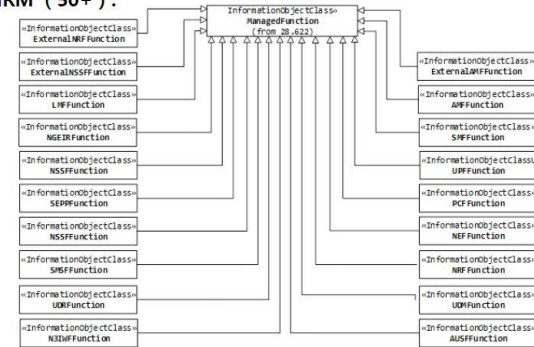 NRM (50+):
«InformationObjectClass»
ManagedFunction
(from 28.622)
«InformationObjectClass»
ExternalNRFFunction
«InformationObjectClass»
ExternalNSSFFunction
«InformationObjectClass»
LMFFunction
«InformationObjectClass»
NGEIRFunction
«InformationObjectClass»
NSSFFunction
«InformationObjectClass»
SEPPFunction
«InformationObjectClass»
NSSFFunction
«InformationObjectClass»
SMSFFunction
«InformationObjectClass»
UDRFunction
«InformationObjectClass»
N3IWFFunction
«InformationObjectClass»
ExternalAMFFunction
«InformationObjectClass»
AMFFunction
«InformationObjectClass»
SMFFunction
«InformationObjectClass
UPFFunction
«InformationObjectClass»
PCFFunction
«InformationObjectClass»
NEFFunction
«InformationObjectClass»
NRFFunction
«InformationObjectClass»
UDMFunction
«InformationObjectClass»
AUSFFunction